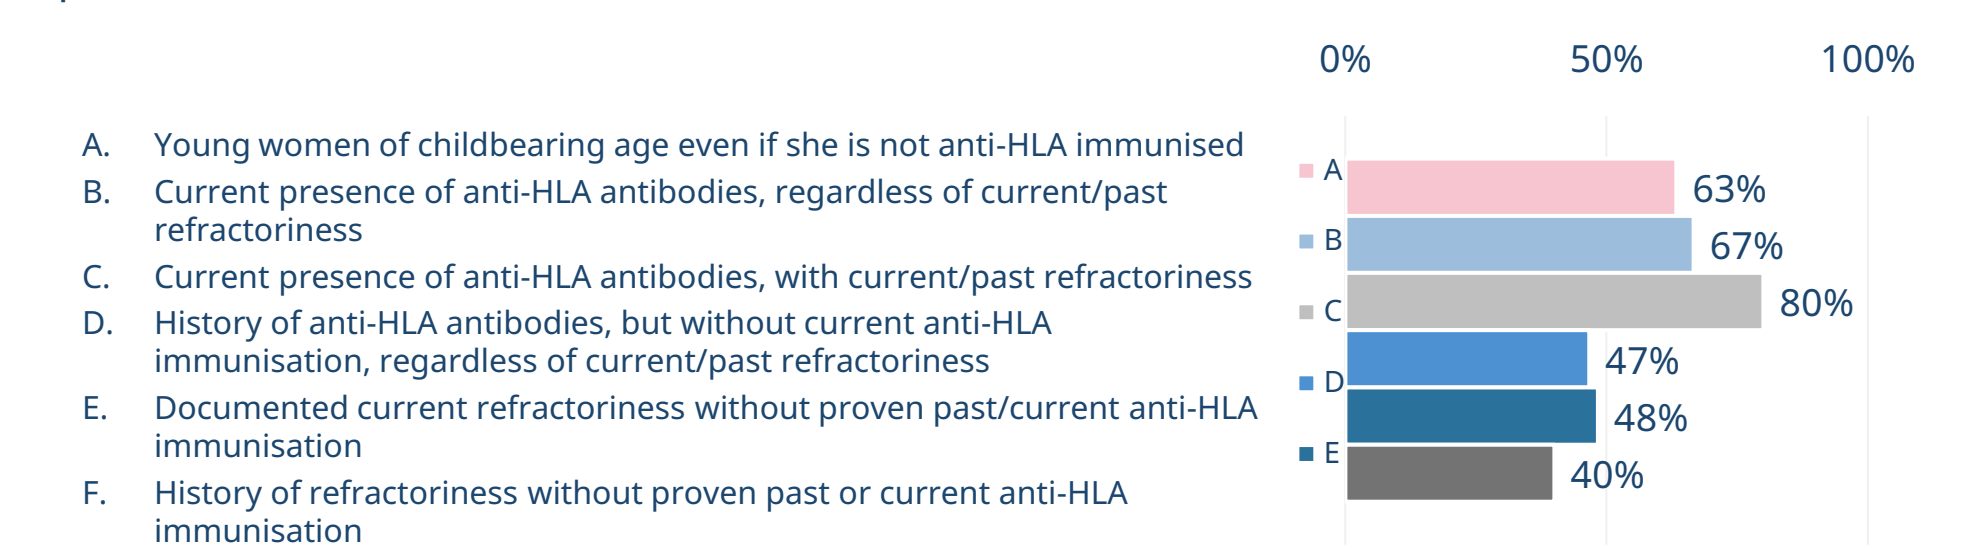 0% 50% 100%
A. Young women of childbearing age even if she is not anti-HLA immunised
B. Current presence of anti-HLA antibodies, regardless of current/past
refractoriness
C. Current presence of anti-HLA antibodies, with current/past refractoriness
D. History of anti-HLA antibodies, but without current anti-HLA
immunisation, regardless of current/past refractoriness
E. Documented current refractoriness without proven past/current anti-HLA
immunisation
F. History of refractoriness without proven past or current anti-HLA
immunisation
A 63%
B 67%
C 80%
D 47%
48%
E 40%